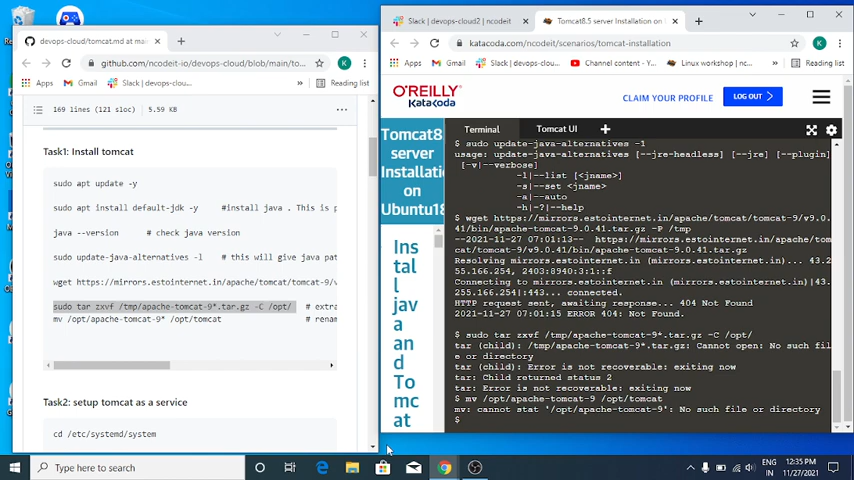 devops-cloud/tomcat.md at mai
github.com/ncodeit-io/devops-cloud/blob/main/to...
Apps
Gmail
Slack | devops-clou...
Reading list
169 lines (121 sloc)
5.59 KB
Task1: Install tomcat
sudo apt update -y
sudo apt install default-jdk -y #install java . This is p
java --version # check java version
sudo update-java-alternatives -l # this will give java pat
wget https://mirrors.estointernet.in/apache/tomcat/tomcat-
sudo tar zxvf /tmp/apache-tomcat-9*.tar.gz -C /opt/ # extra
mv /opt/apache-tomcat-9* /opt/tomcat # renam
Task2: setup tomcat as a service
cd /etc/systemd/system
Slack | devops-cloud2 | ncodeit
Tomcat8.5 server Installation on
katacoda.com/ncodeit/scenarios/tomcat-installation
Apps
Gmail
Slack | devops-clou...
Channel content - Y...
Linux workshop | nc...
Reading list
O'REILLY
Katacoda
CLAIM YOUR PROFILE
LOG OUT
Tomcat8
server
Installatio
on
Ubuntu18
Ins
tal
l
jav
a
and
To
mc
at
Terminal
Tomcat UI
$ sudo update-java-alternatives -l
usage: update-java-alternatives [--jre-headless] [--jre] [--plugin]
[-v|--verbose]
-l|--list [<jname>]
-s|--set <jname>
-a|--auto
-h|-?|--help
$ wget https://mirrors.estointernet.in/apache/tomcat/tomcat-9/v9.0.
41/bin/apache-tomcat-9.0.41.tar.gz -P /tmp
--2021-11-27 07:01:13-- https://mirrors.estointernet.in/apache/tom
cat/tomcat-9/v9.0.41/bin/apache-tomcat-9.0.41.tar.gz
Resolving mirrors.estointernet.in (mirrors.estointernet.in)... 43.2
55.166.254, 2403:8940:3:1::f
Connecting to mirrors.estointernet.in (mirrors.estointernet.in)|43.
255.166.254|:443... connected.
HTTP request sent, awaiting response... 404 Not Found
2021-11-27 07:01:15 ERROR 404: Not Found.
$ sudo tar zxvf /tmp/apache-tomcat-9*.tar.gz -C /opt/
tar (child): /tmp/apache-tomcat-9*.tar.gz: Cannot open: No such fil
e or directory
tar (child): Error is not recoverable: exiting now
tar: Child returned status 2
tar: Error is not recoverable: exiting now
$ mv /opt/apache-tomcat-9* /opt/tomcat
mv: cannot stat '/opt/apache-tomcat-9*': No such file or directory
$
Type here to search
ENG
IN
12:35 PM
11/27/2021